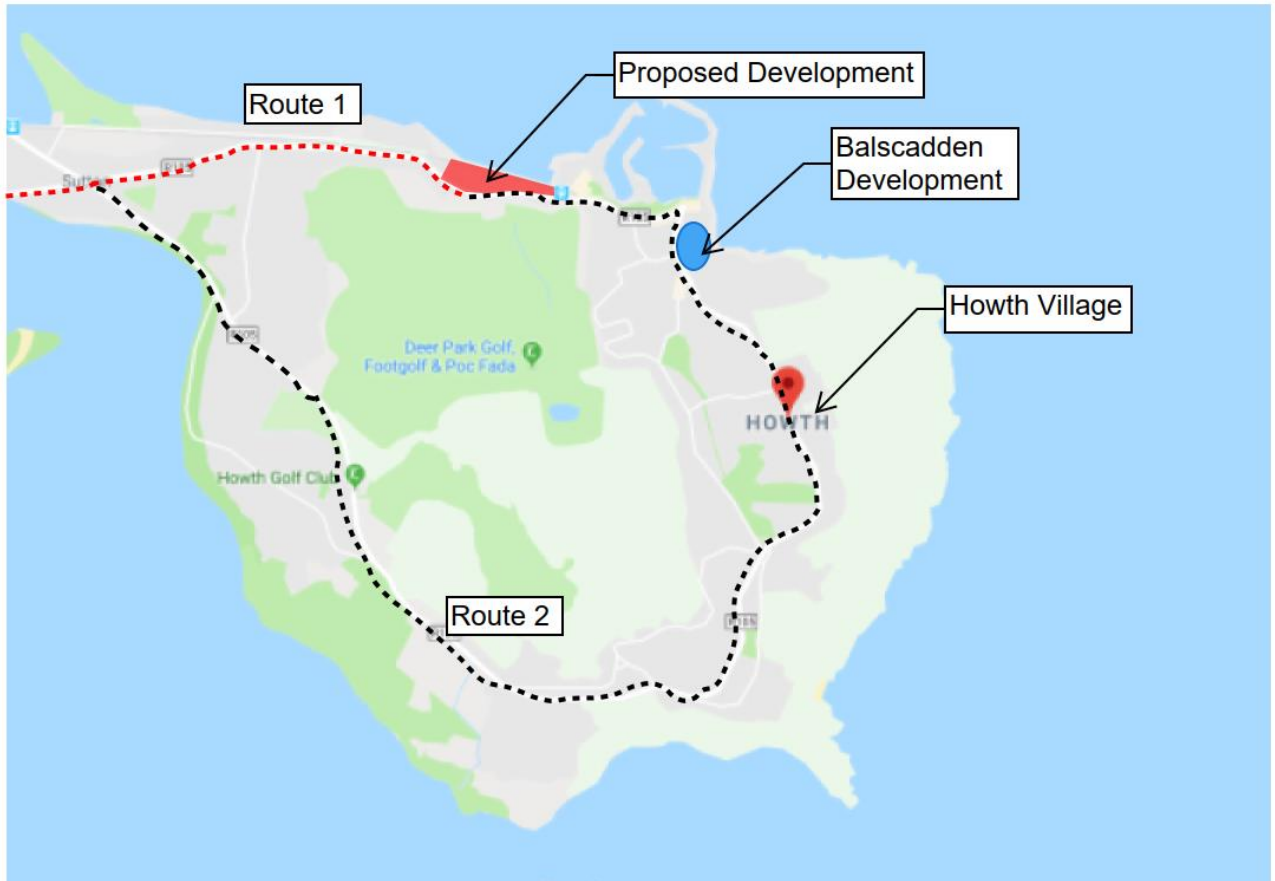 Proposed Development
Route 1
Balscadden
Development
Sutton
Howth Village
Deer Park Golf,
Footgolf & Poc Fada
HOWTH
Howth Golf Club
Route 2